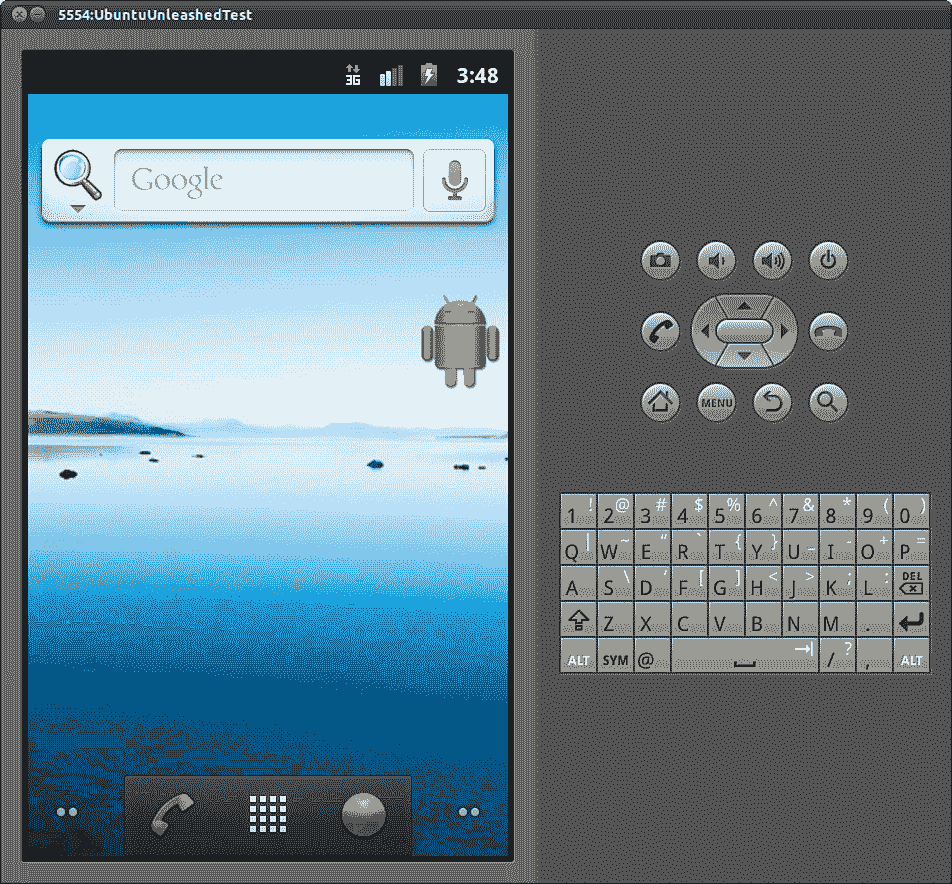 5554:UbuntuUnleashedTest
3G 3:48
Google
MENU
1 ! 2 @ 3 # 4 $ 5 % 6 ^ 7 & 8 * 9 ( 0 )
Q | W ~ E “ R ` T { Y } U _ I - O + P =
A S \ D ‘ F [ G ] H < J > K ; L : DEL
Z X C V B N M .
ALT SYM @ / ? , ALT